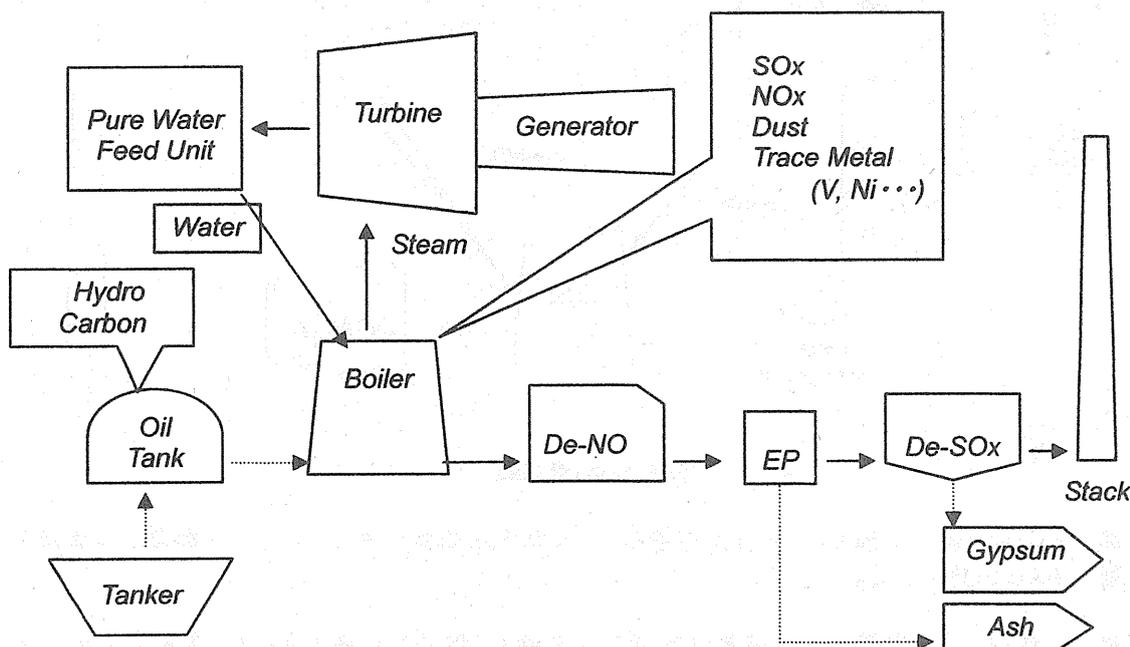 SOx
NOx
Dust
Trace Metal
(V, Ni・・・)
Pure Water
Feed Unit
Turbine
Generator
Water
Steam
Hydro
Carbon
Boiler
Oil
Tank
De-NO
EP
De-SOx
Stack
Gypsum
Tanker
Ash